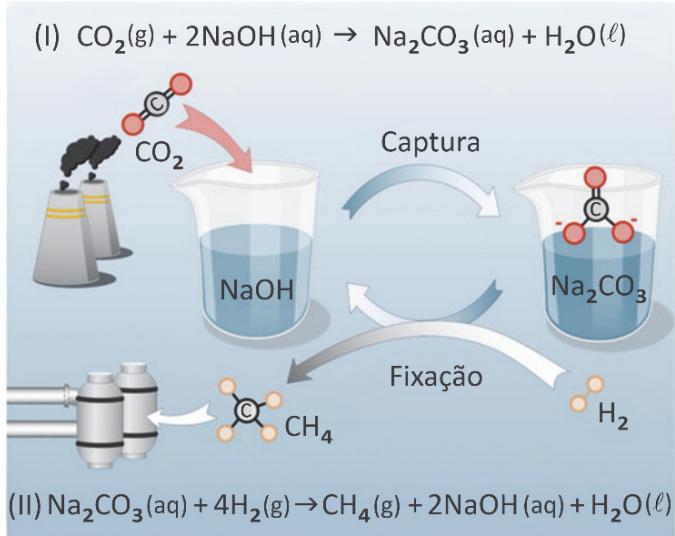 (I) CO₂(g) + 2NaOH(aq) → Na₂CO₃(aq) + H₂O(ℓ)
C
CO₂
Captura
C
NaOH
Na₂CO₃
Fixação
C
CH₄
H₂
(II) Na₂CO₃(aq) + 4H₂(g) → CH₄(g) + 2NaOH(aq) + H₂O(ℓ)